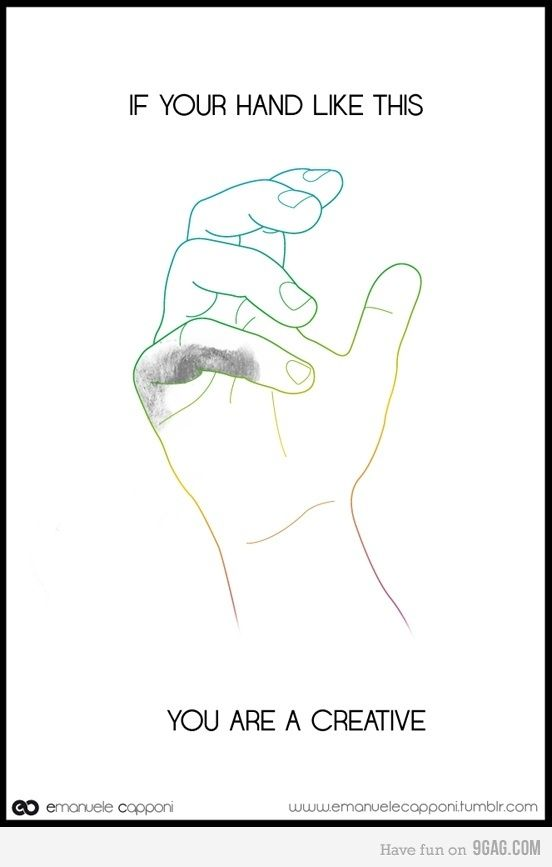 IF YOUR HAND LIKE THIS
YOU ARE A CREATIVE
emanuele capponi
www.emanuelecapponi.tumblr.com
Have fun on 9GAG.COM